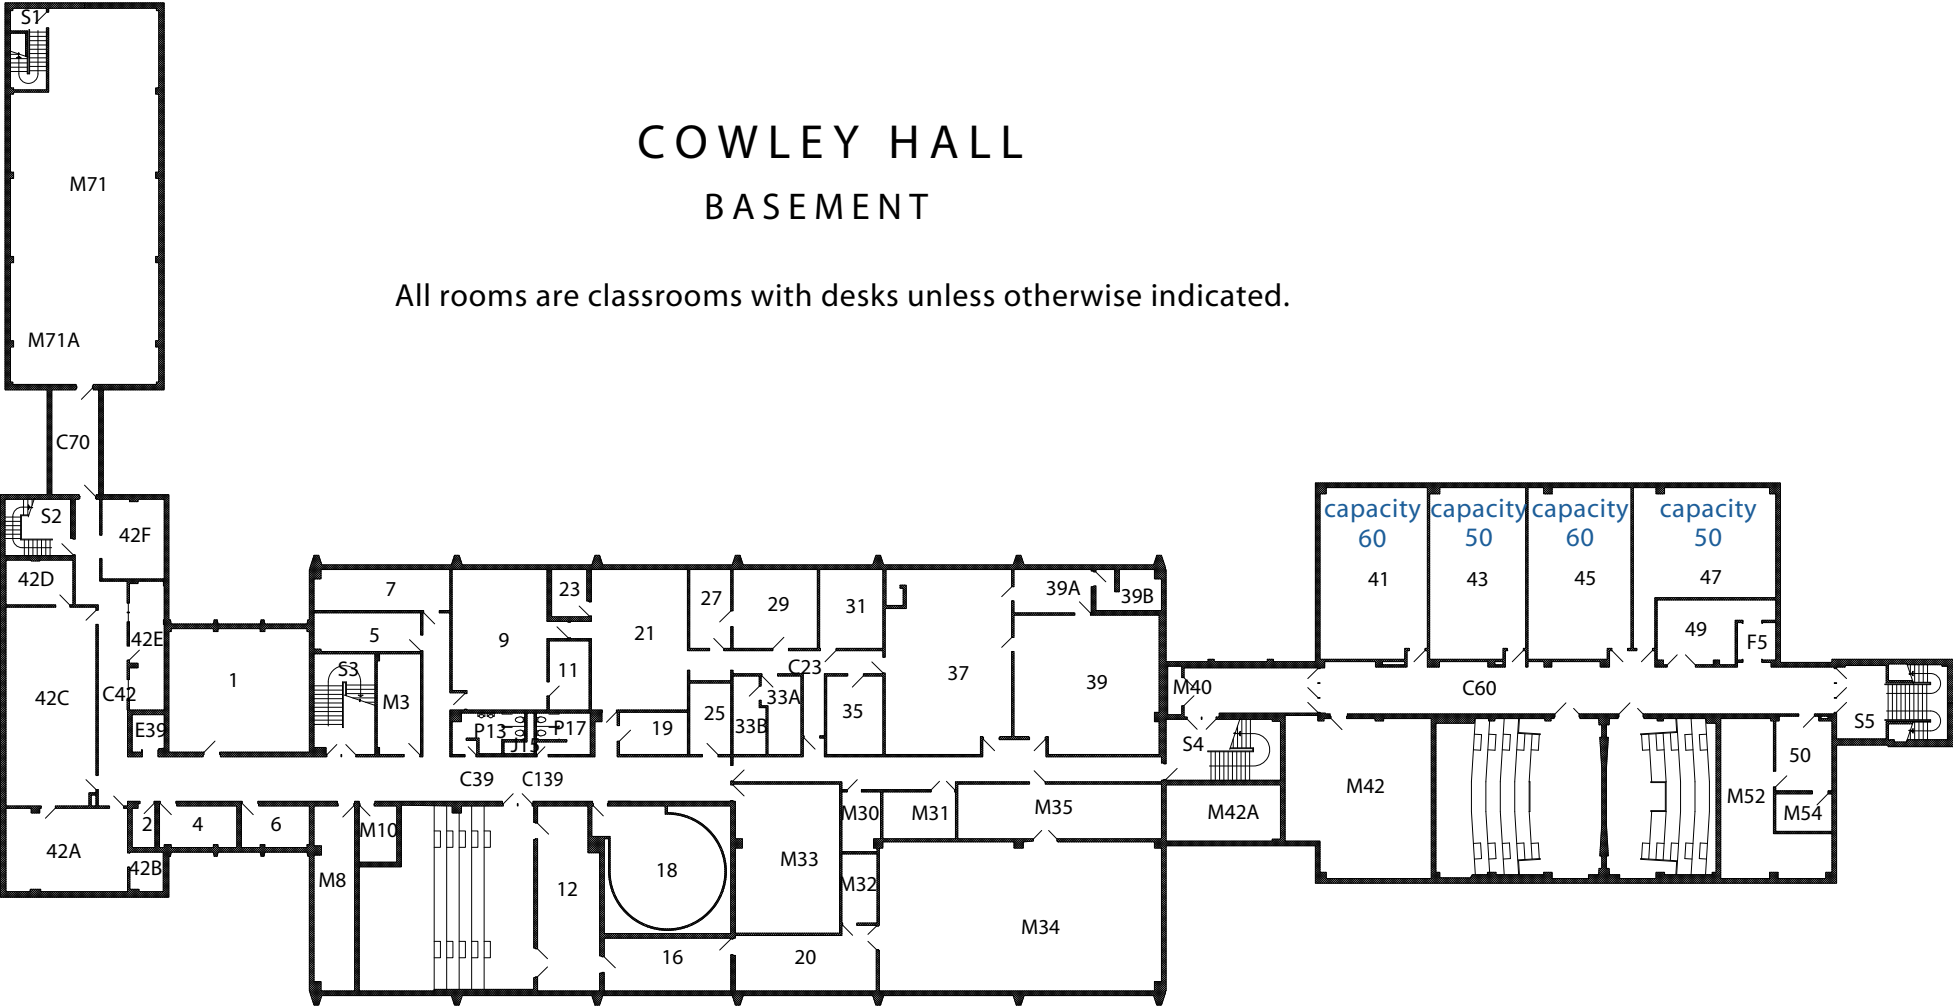 S1
COWLEY HALL
BASEMENT
M71
All rooms are classrooms with desks unless otherwise indicated.
M71A
C70
S2
42F
42D
42E
42C
C42
E39
1
42A
42B
2
4
6
7
5
S3
M3
9
23
11
21
P13
J15
P17
19
27
29
31
C23
25
33B
33A
35
37
39A
39B
39
C39
C139
M10
M8
12
18
16
M33
20
M30
M31
M32
M35
M34
M40
S4
M42A
capacity
60
41
capacity
50
43
capacity
60
45
capacity
50
47
49
F5
C60
S5
M42
M52
50
M54